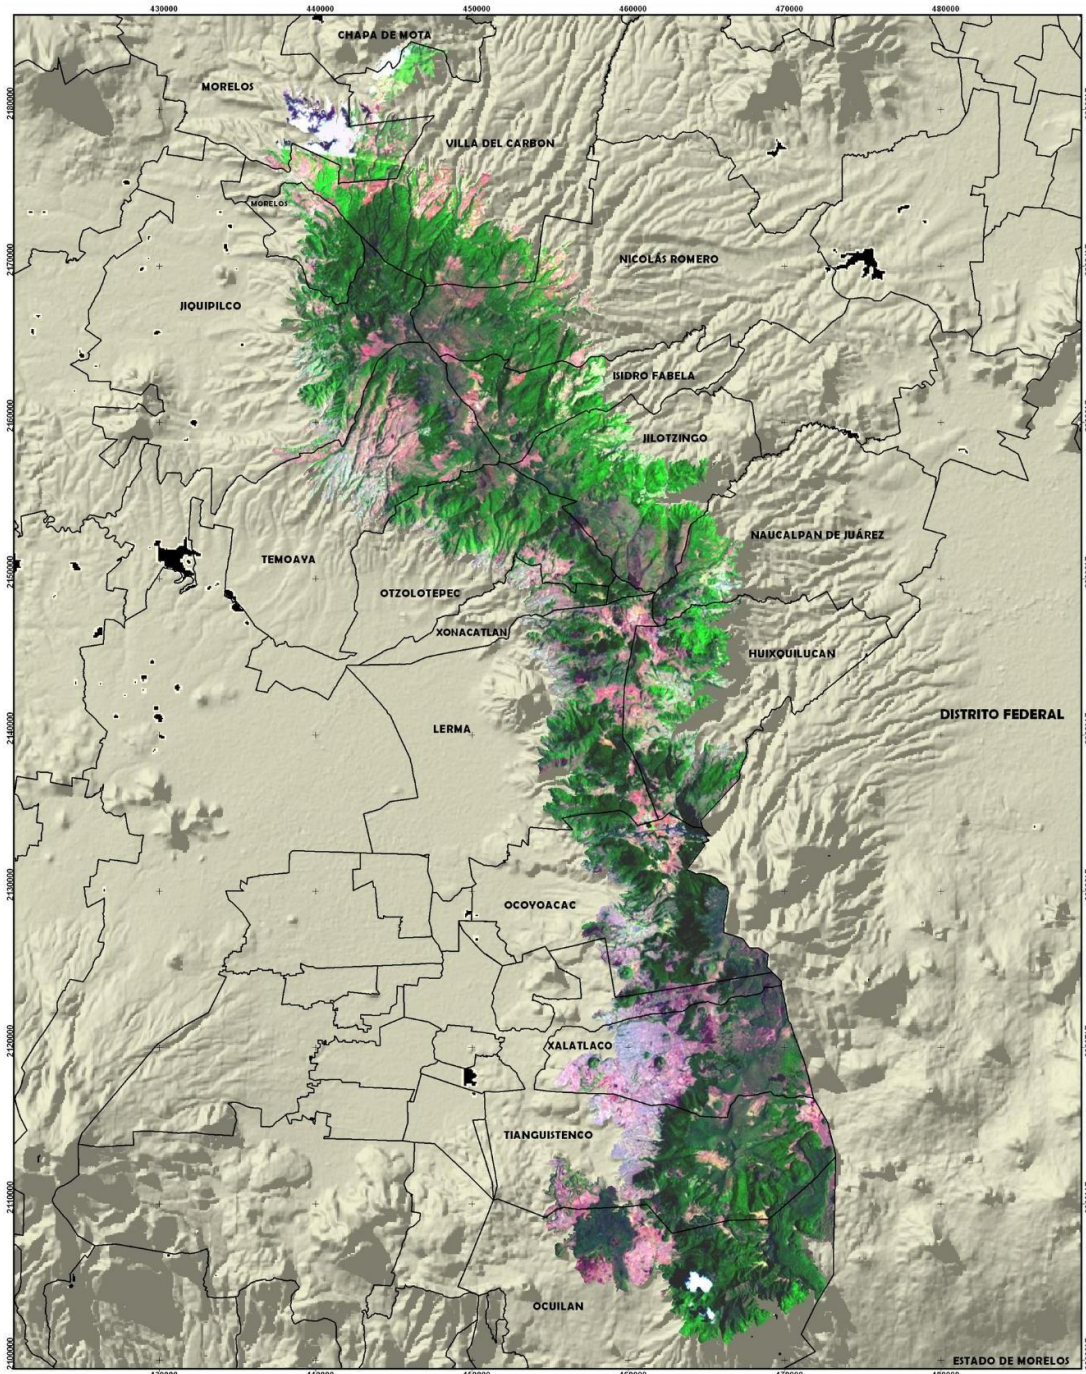 430000 440000 450000 460000 470000 480000
CHAPA DE MOTA
MORELOS
2180000
VILLA DEL CARBON
MORELOS
2170000
NICOLÁS ROMERO
JIQUIPILCO
ISIDRO FABELA
2160000
JILOTZINGO
NAUCALPAN DE JUÁREZ
2150000
TEMOAYA
OTZOLOTEPEC
XONACATLAN
HUIXQUILUCAN
DISTRITO FEDERAL
2140000
LERMA
2130000
OCOYOACAC
2120000
XALATLACO
TIANGUISTENCO
2110000
OCUILAN
2100000
ESTADO DE MORELOS